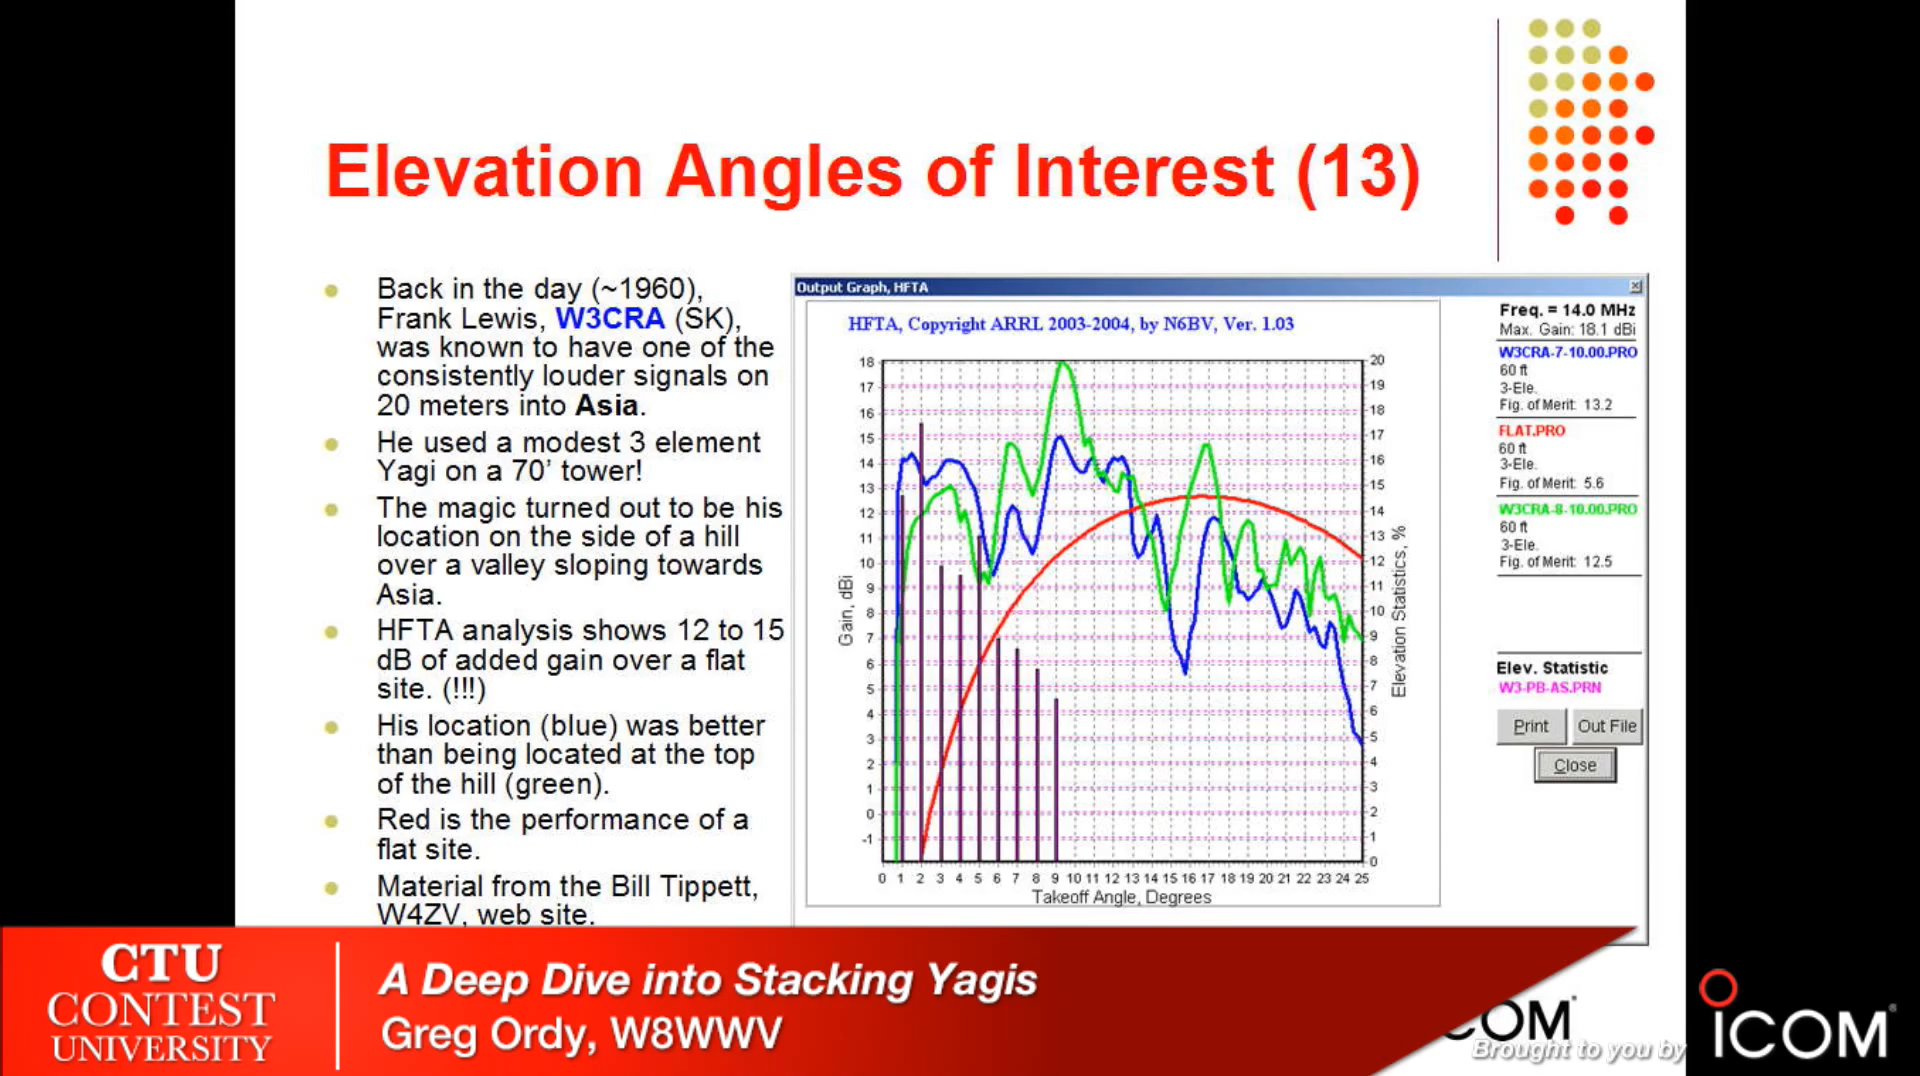 Elevation Angles of Interest (13)
Back in the day (~1960),
Frank Lewis, W3CRA (SK),
was known to have one of the
consistently louder signals on
20 meters into Asia.
He used a modest 3 element
Yagi on a 70' tower!
The magic turned out to be his
location on the side of a hill
over a valley sloping towards
Asia.
HFTA analysis shows 12 to 15
dB of added gain over a flat
site. (!!!)
His location (blue) was better
than being located at the top
of the hill (green).
Red is the performance of a
flat site.
Material from the Bill Tippett,
W4ZV, web site.
Output Graph, HFTA
HFTA, Copyright ARRL 2003-2004, by N6BV, Ver. 1.03
18
17
16
15
14
13
12
11
10
9
8
7
6
5
4
3
2
1
0
-1
Gain, dBi
20
19
18
17
16
15
14
13
12
11
10
9
8
7
6
5
4
3
2
1
0
Elevation Statistics, %
0 1 2 3 4 5 6 7 8 9 10 11 12 13 14 15 16 17 18 19 20 21 22 23 24 25
Takeoff Angle, Degrees
Freq. = 14.0 MHz
Max. Gain: 18.1 dBi
W3CRA-7-10.00.PRO
60 ft
3-Ele.
Fig. of Merit: 13.2
FLAT.PRO
60 ft
3-Ele.
Fig. of Merit: 5.6
W3CRA-8-10.00.PRO
60 ft
3-Ele.
Fig. of Merit: 12.5
Elev. Statistic
W3-PB-AS.PRN
Print Out File
Close
CTU
CONTEST
UNIVERSITY
A Deep Dive into Stacking Yagis
Greg Ordy, W8WWV
COM
Brought to you by
ICOM